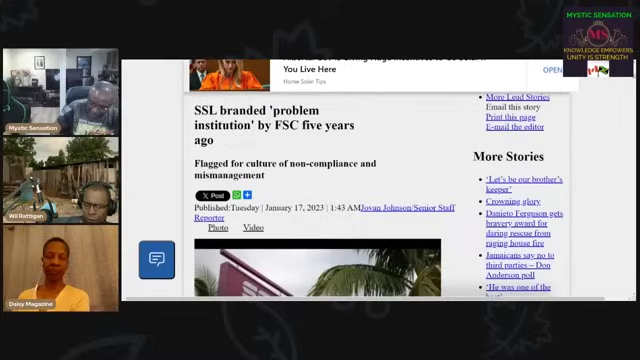 MYSTIC SENSATION
MS
KNOWLEDGE EMPOWERS
UNITY IS STRENGTH
You Live Here
Home Solar Tips
OPEN
Mystic Sensation
Wil Rattigan
Daisy Magazine
SSL branded 'problem
institution' by FSC five years
ago
Flagged for culture of non-compliance and
mismanagement
Post
Published:Tuesday | January 17, 2023 | 1:43 AMJovan Johnson/Senior Staff
Reporter
Photo Video
More Lead Stories
Email this story
Print this page
E-mail the editor
More Stories
'Let's be our brother's
keeper'
Crowning glory
Danieto Ferguson gets
bravery award for
daring rescue from
raging house fire
Jamaicans say no to
third parties – Don
Anderson poll
'He was one of the